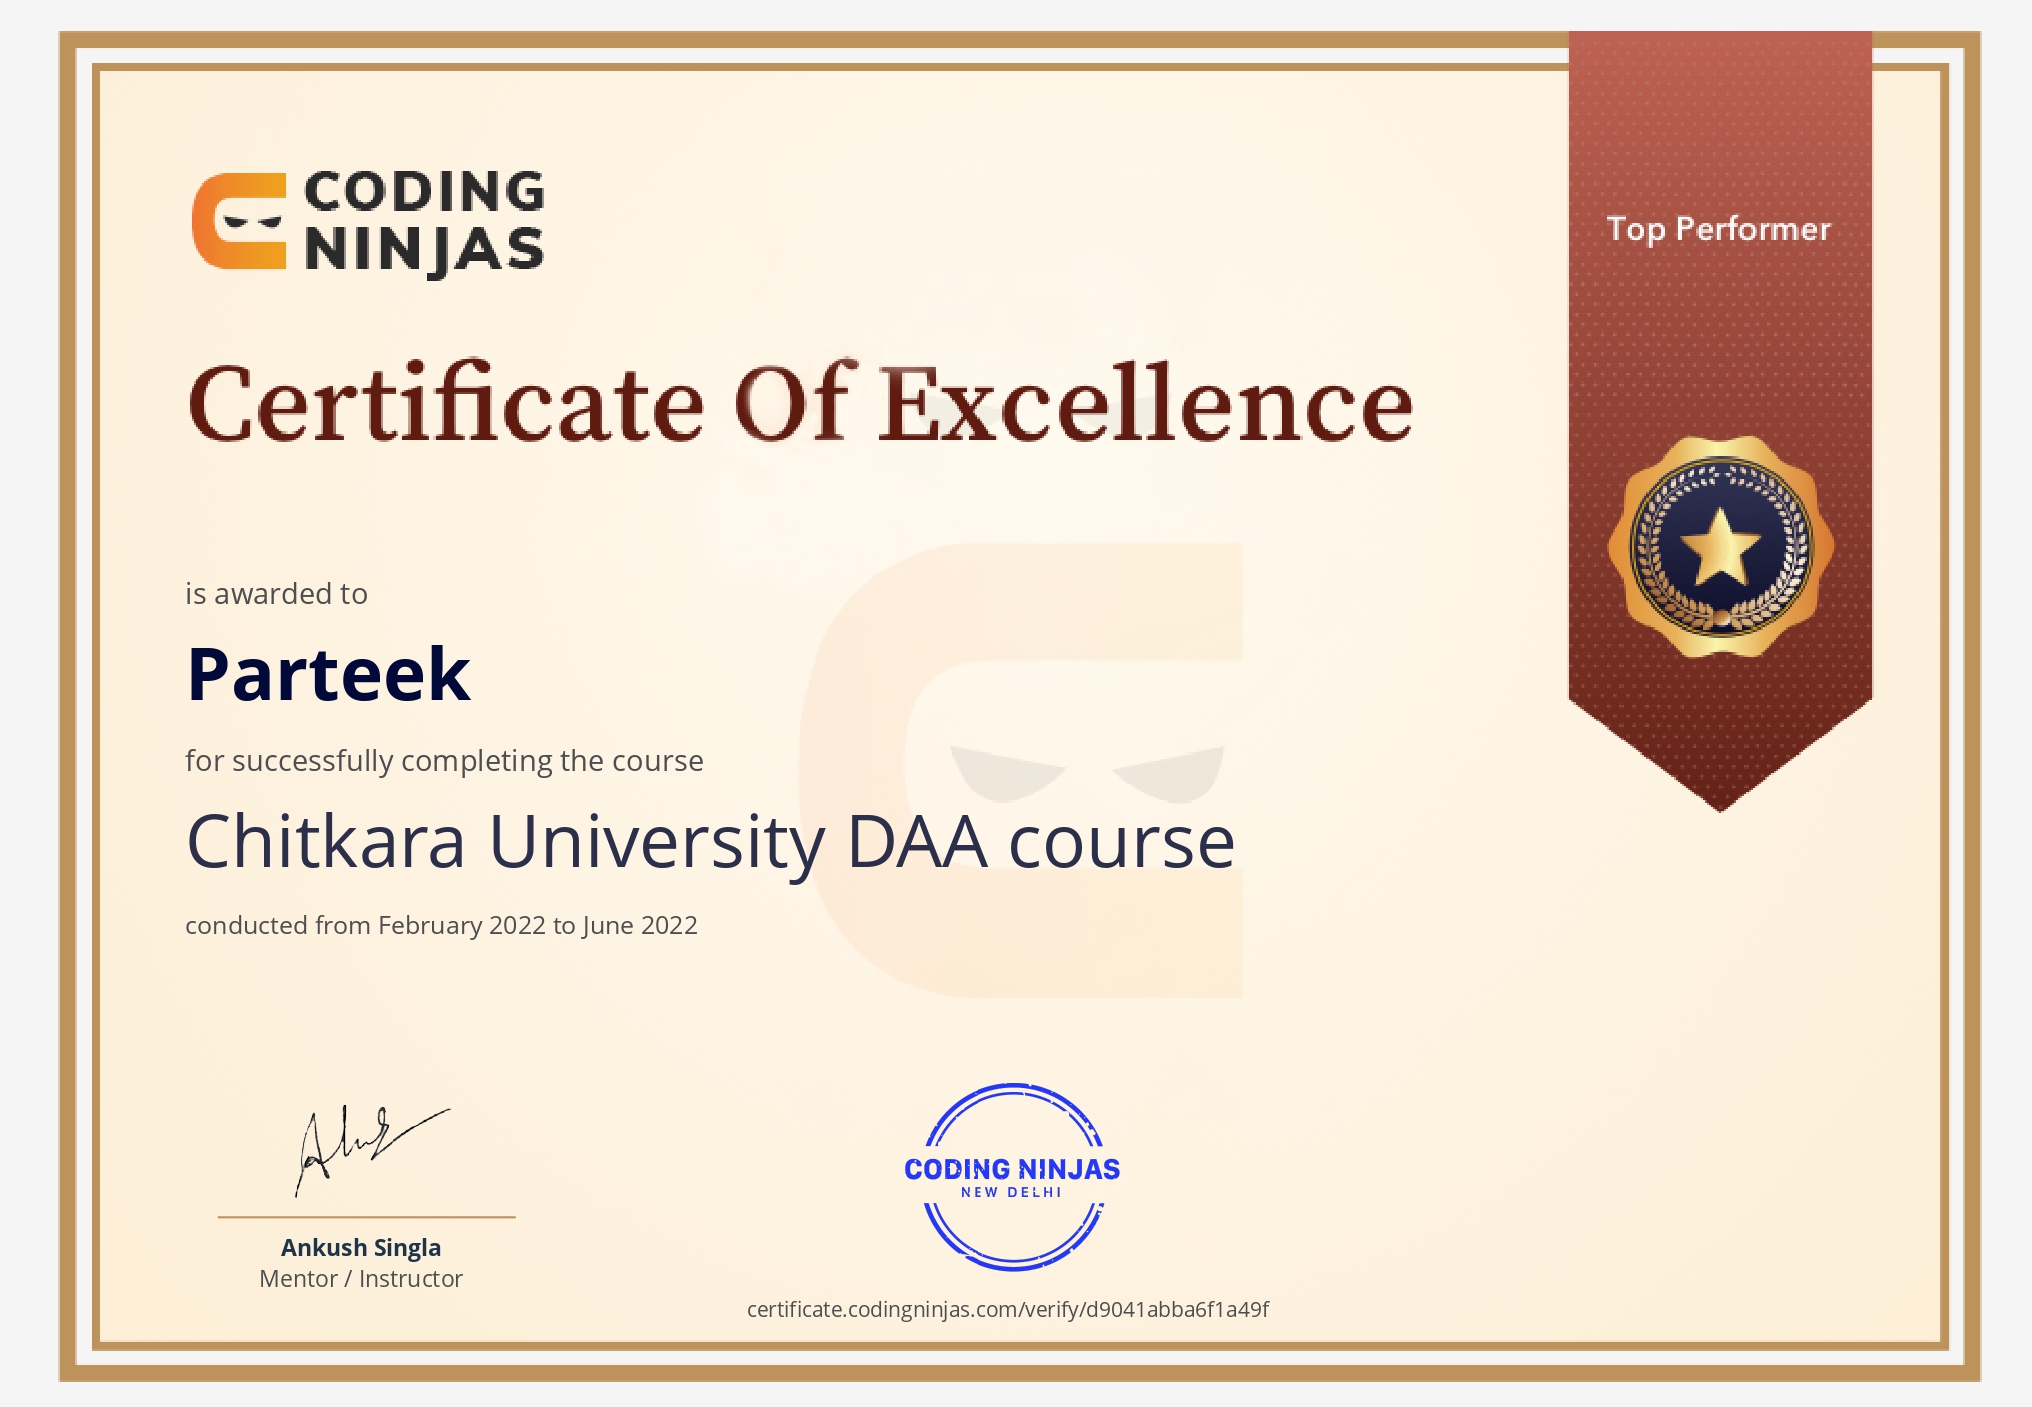 CODING
NINJAS
Top Performer
Certificate Of Excellence
is awarded to
Parteek
for successfully completing the course
Chitkara University DAA course
conducted from February 2022 to June 2022
Ankush Singla
Mentor / Instructor
CODING NINJAS
NEW DELHI
certificate.codingninjas.com/verify/d9041abba6f1a49f